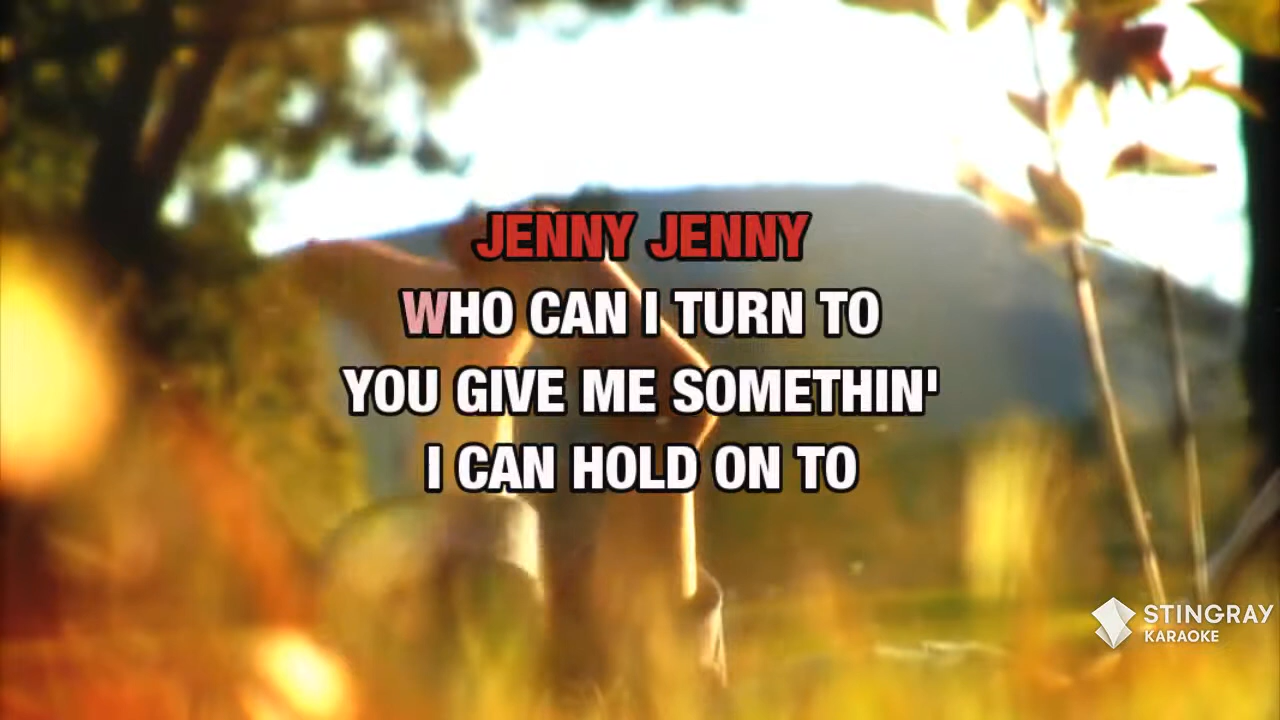 JENNY JENNY
WHO CAN I TURN TO
YOU GIVE ME SOMETHIN'
I CAN HOLD ON TO
STINGRAY
KARAOKE